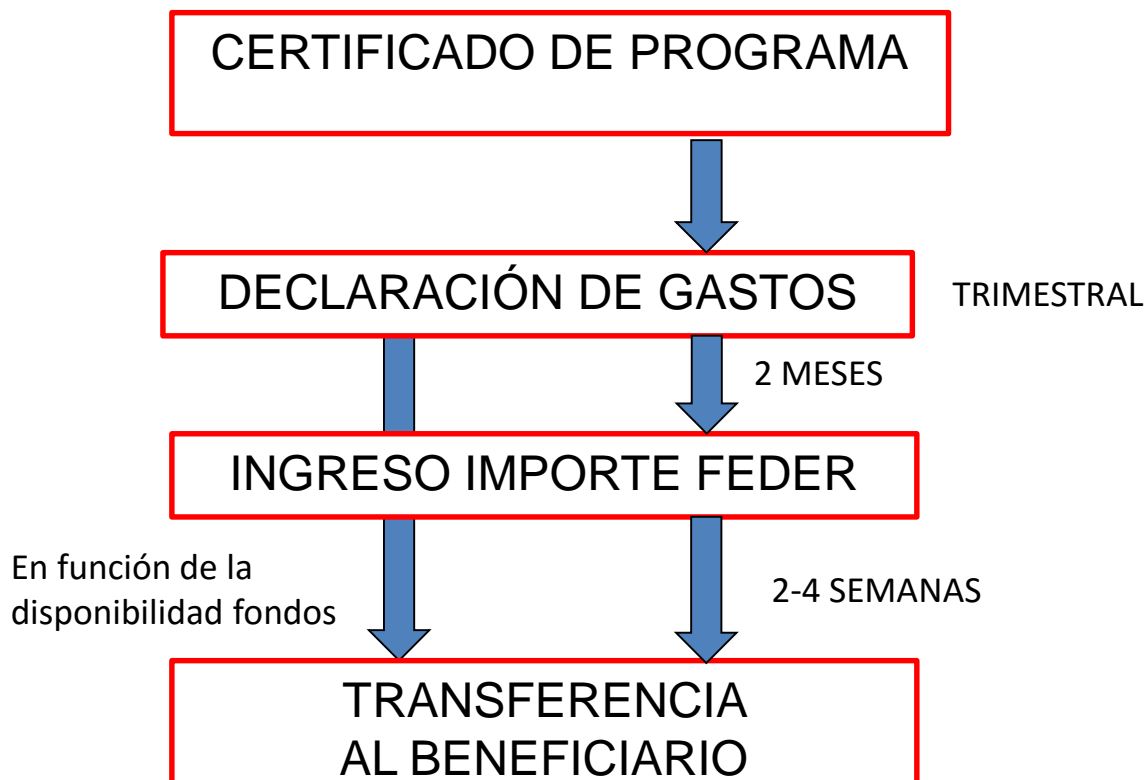 CERTIFICADO DE PROGRAMA
DECLARACIÓN DE GASTOS
TRIMESTRAL
2 MESES
INGRESO IMPORTE FEDER
En función de la
disponibilidad fondos
2-4 SEMANAS
TRANSFERENCIA
AL BENEFICIARIO